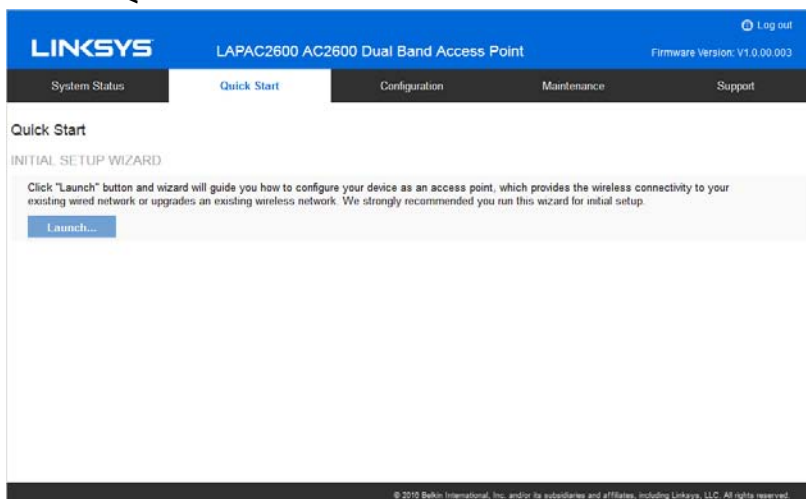 Log out
LINKSYS
LAPAC2600 AC2600 Dual Band Access Point
Firmware Version: V1.0.00.003
System Status
Quick Start
Configuration
Maintenance
Support
Quick Start
INITIAL SETUP WIZARD
Click "Launch" button and wizard will guide you how to configure your device as an access point, which provides the wireless connectivity to your
existing wired network or upgrades an existing wireless network. We strongly recommended you run this wizard for initial setup.
Launch...
© 2016 Belkin International, Inc. and/or its subsidiaries and affiliates, including Linksys, LLC. All rights reserved.